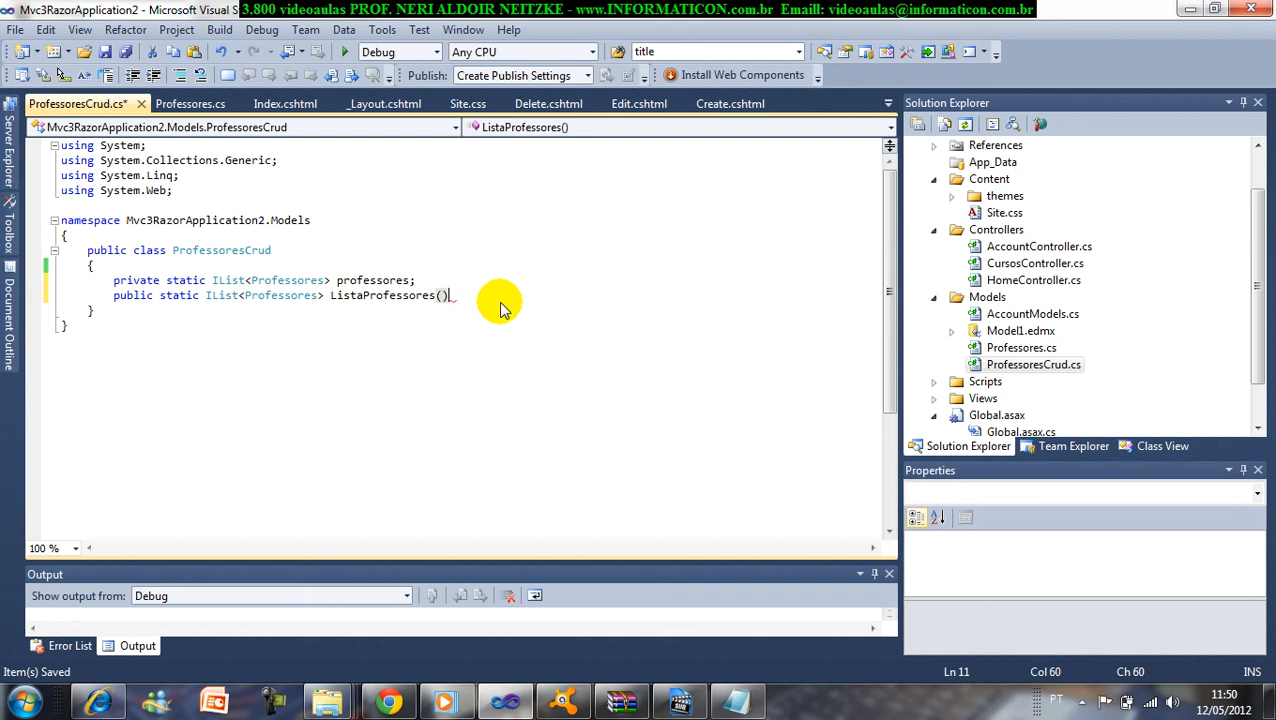 Mvc3RazorApplication2 - Microsoft Visual S
3.800 videoaulas PROF. NERI ALDOIR NEITZKE - www.INFORMATICON.com.br Email: videoaulas@informaticon.com.br
File Edit View Refactor Project Build Debug Team Data Tools Test Window Help
Debug Any CPU title
Publish: Create Publish Settings Install Web Components
ProfessoresCrud.cs* Professores.cs Index.cshtml _Layout.cshtml Site.css Delete.cshtml Edit.cshtml Create.cshtml
Mvc3RazorApplication2.Models.ProfessoresCrud ListaProfessores()
using System;
using System.Collections.Generic;
using System.Linq;
using System.Web;
namespace Mvc3RazorApplication2.Models
{
public class ProfessoresCrud
{
private static IList<Professores> professores;
public static IList<Professores> ListaProfessores()
}
}
100 %
Server Explorer
Toolbox
Document Outline
Solution Explorer
References
App_Data
Content
themes
Site.css
Controllers
AccountController.cs
CursosController.cs
HomeController.cs
Models
AccountModels.cs
Model1.edmx
Professores.cs
ProfessoresCrud.cs
Scripts
Views
Global.asax
Global.asax.cs
Solution Explorer Team Explorer Class View
Properties
Output
Show output from: Debug
Error List Output
Item(s) Saved Ln 11 Col 60 Ch 60 INS
PT 11:50
12/05/2012